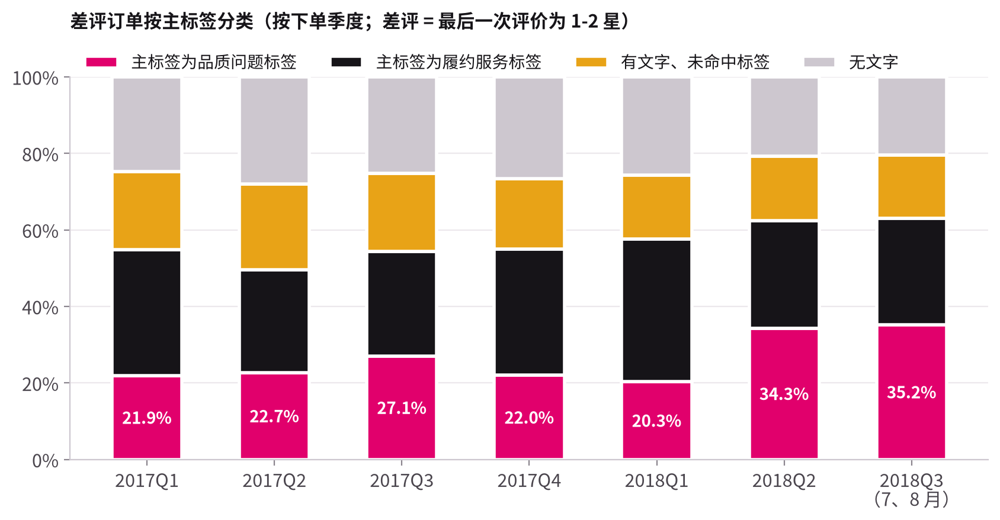 差评订单按主标签分类（按下单季度；差评 = 最后一次评价为 1-2 星）
主标签为品质问题标签 主标签为履约服务标签 有文字、未命中标签 无文字
100%
80%
60%
40%
20%
0%
21.9% 22.7% 27.1% 22.0% 20.3% 34.3% 35.2%
2017Q1 2017Q2 2017Q3 2017Q4 2018Q1 2018Q2 2018Q3
（7、8 月）